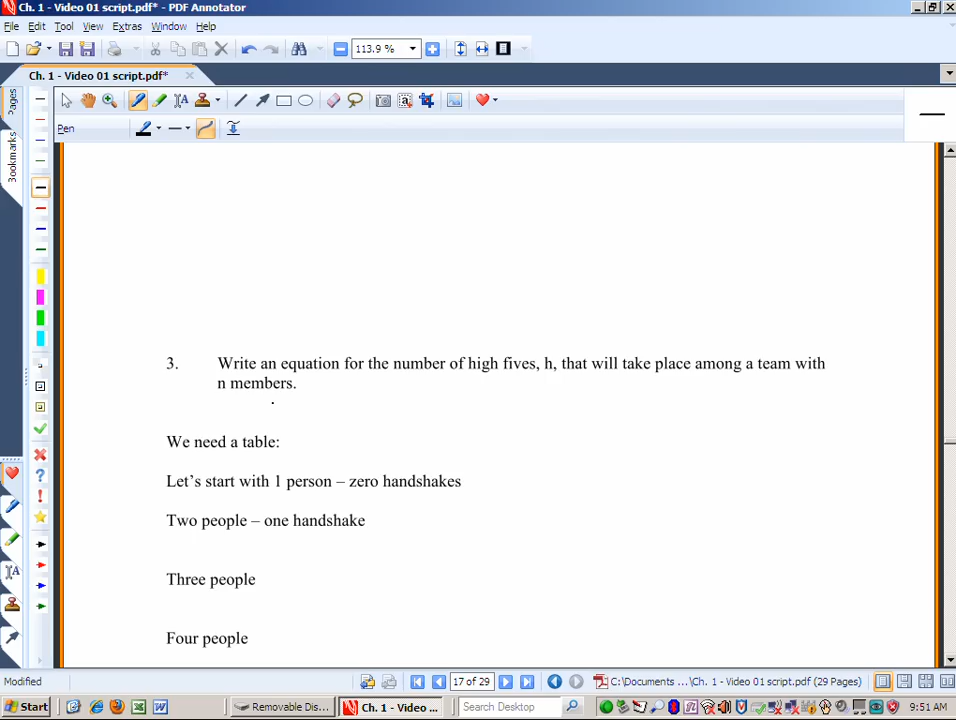 Ch. 1 - Video 01 script.pdf* - PDF Annotator
File Edit Tool View Extras Window Help
113.9 %
Ch. 1 - Video 01 script.pdf*
Pen
Pages
Bookmarks
3. Write an equation for the number of high fives, h, that will take place among a team with
n members.
We need a table:
Let's start with 1 person – zero handshakes
Two people – one handshake
Three people
Four people
Modified
17 of 29
C:\Documents ...\Ch. 1 - Video 01 script.pdf (29 Pages)
Start
Removable Dis...
Ch. 1 - Video ...
Search Desktop
9:51 AM